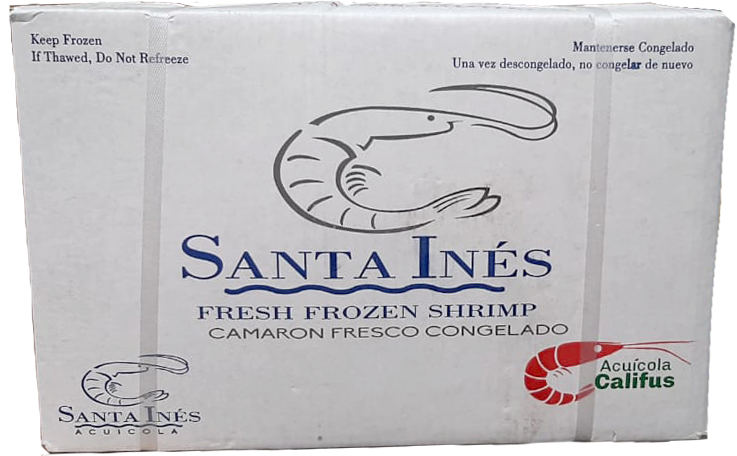 Keep Frozen
If Thawed, Do Not Refreeze
Mantenerse Congelado
Una vez descongelado, no congelar de nuevo
SANTA INÉS
FRESH FROZEN SHRIMP
CAMARON FRESCO CONGELADO
Acuícola
Califus
SANTA INÉS
ACUICOLA